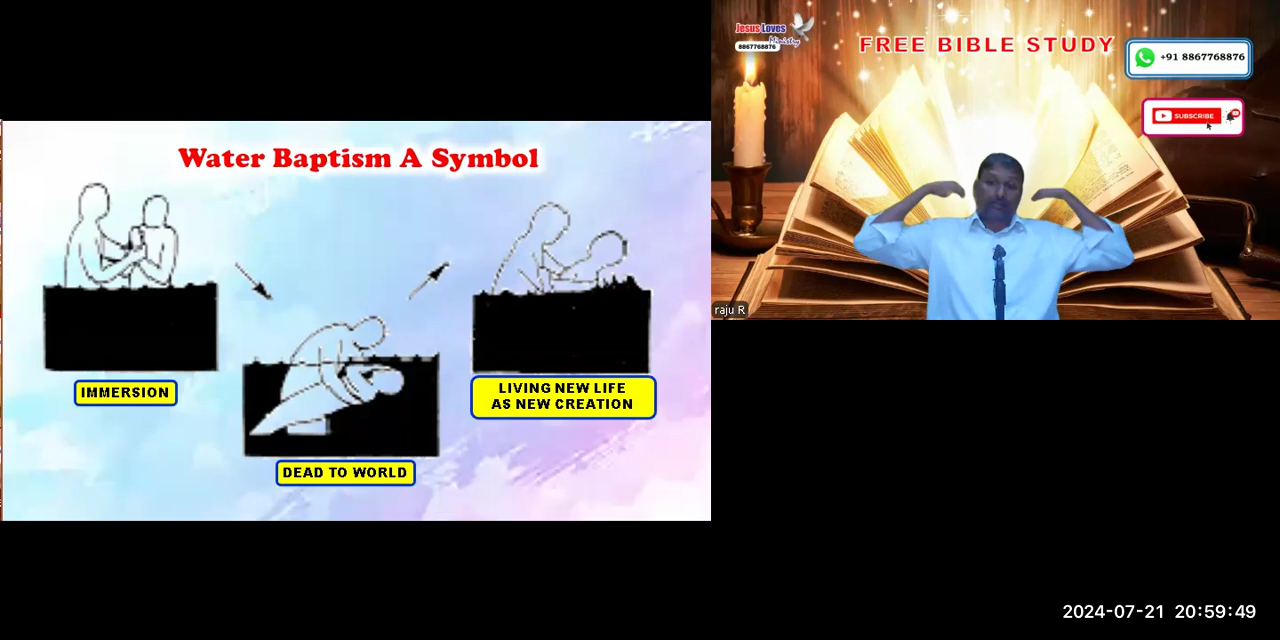 Water Baptism A Symbol
IMMERSION
DEAD TO WORLD
LIVING NEW LIFE
AS NEW CREATION
Jesus Loves
Ministry
8867768876
FREE BIBLE STUDY
+91 8867768876
SUBSCRIBE
raju R
2024-07-21 20:59:49